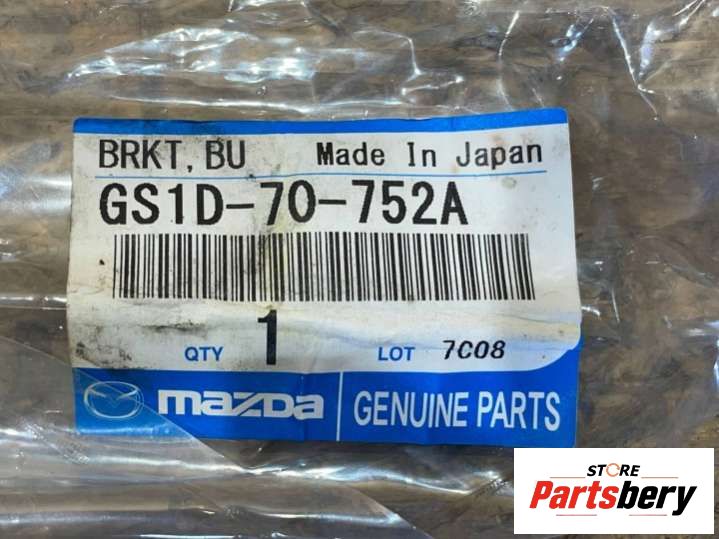 BRKT, BU Made In Japan
GS1D-70-752A
QTY 1 LOT 7C08
mazda GENUINE PARTS
STORE
Partsbery